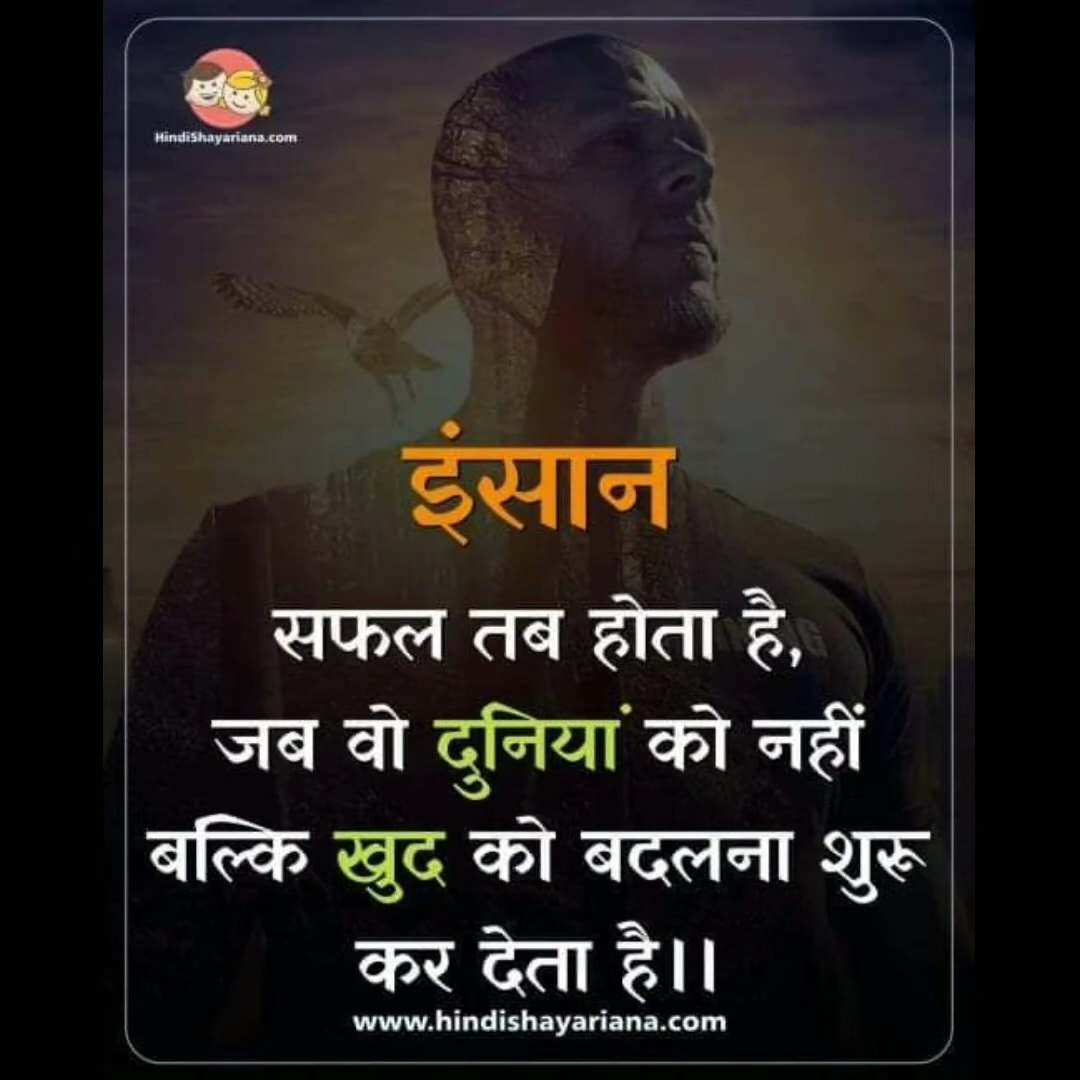 HindiShayariana.com
इंसान
सफल तब होता है,
जब वो दुनियां को नहीं
बल्कि खुद को बदलना शुरू
कर देता है।।
www.hindishayariana.com